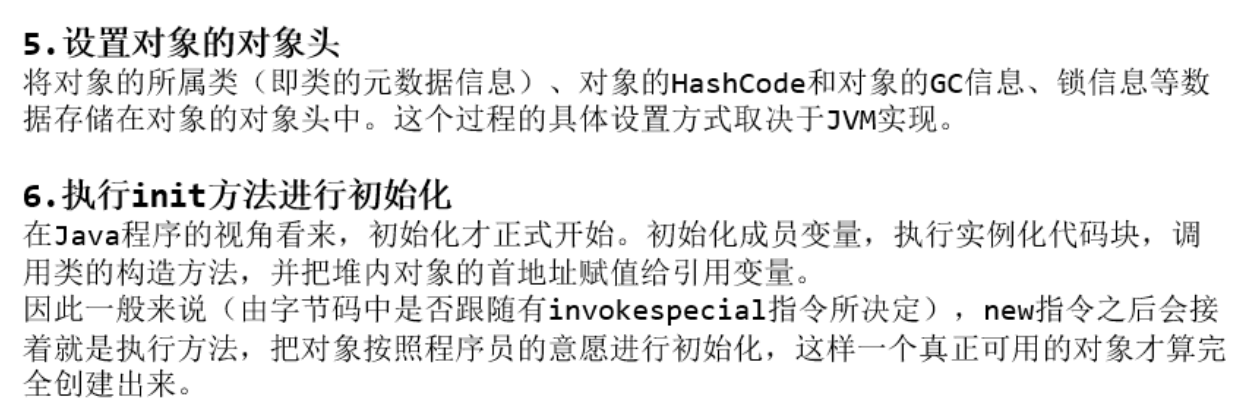 5.设置对象的对象头
将对象的所属类（即类的元数据信息）、对象的HashCode和对象的GC信息、锁信息等数
据存储在对象的对象头中。这个过程的具体设置方式取决于JVM实现。
6.执行init方法进行初始化
在Java程序的视角看来，初始化才正式开始。初始化成员变量，执行实例化代码块，调
用类的构造方法，并把堆内对象的首地址赋值给引用变量。
因此一般来说（由字节码中是否跟随有invokespecial指令所决定），new指令之后会接
着就是执行方法，把对象按照程序员的意愿进行初始化，这样一个真正可用的对象才算完
全创建出来。